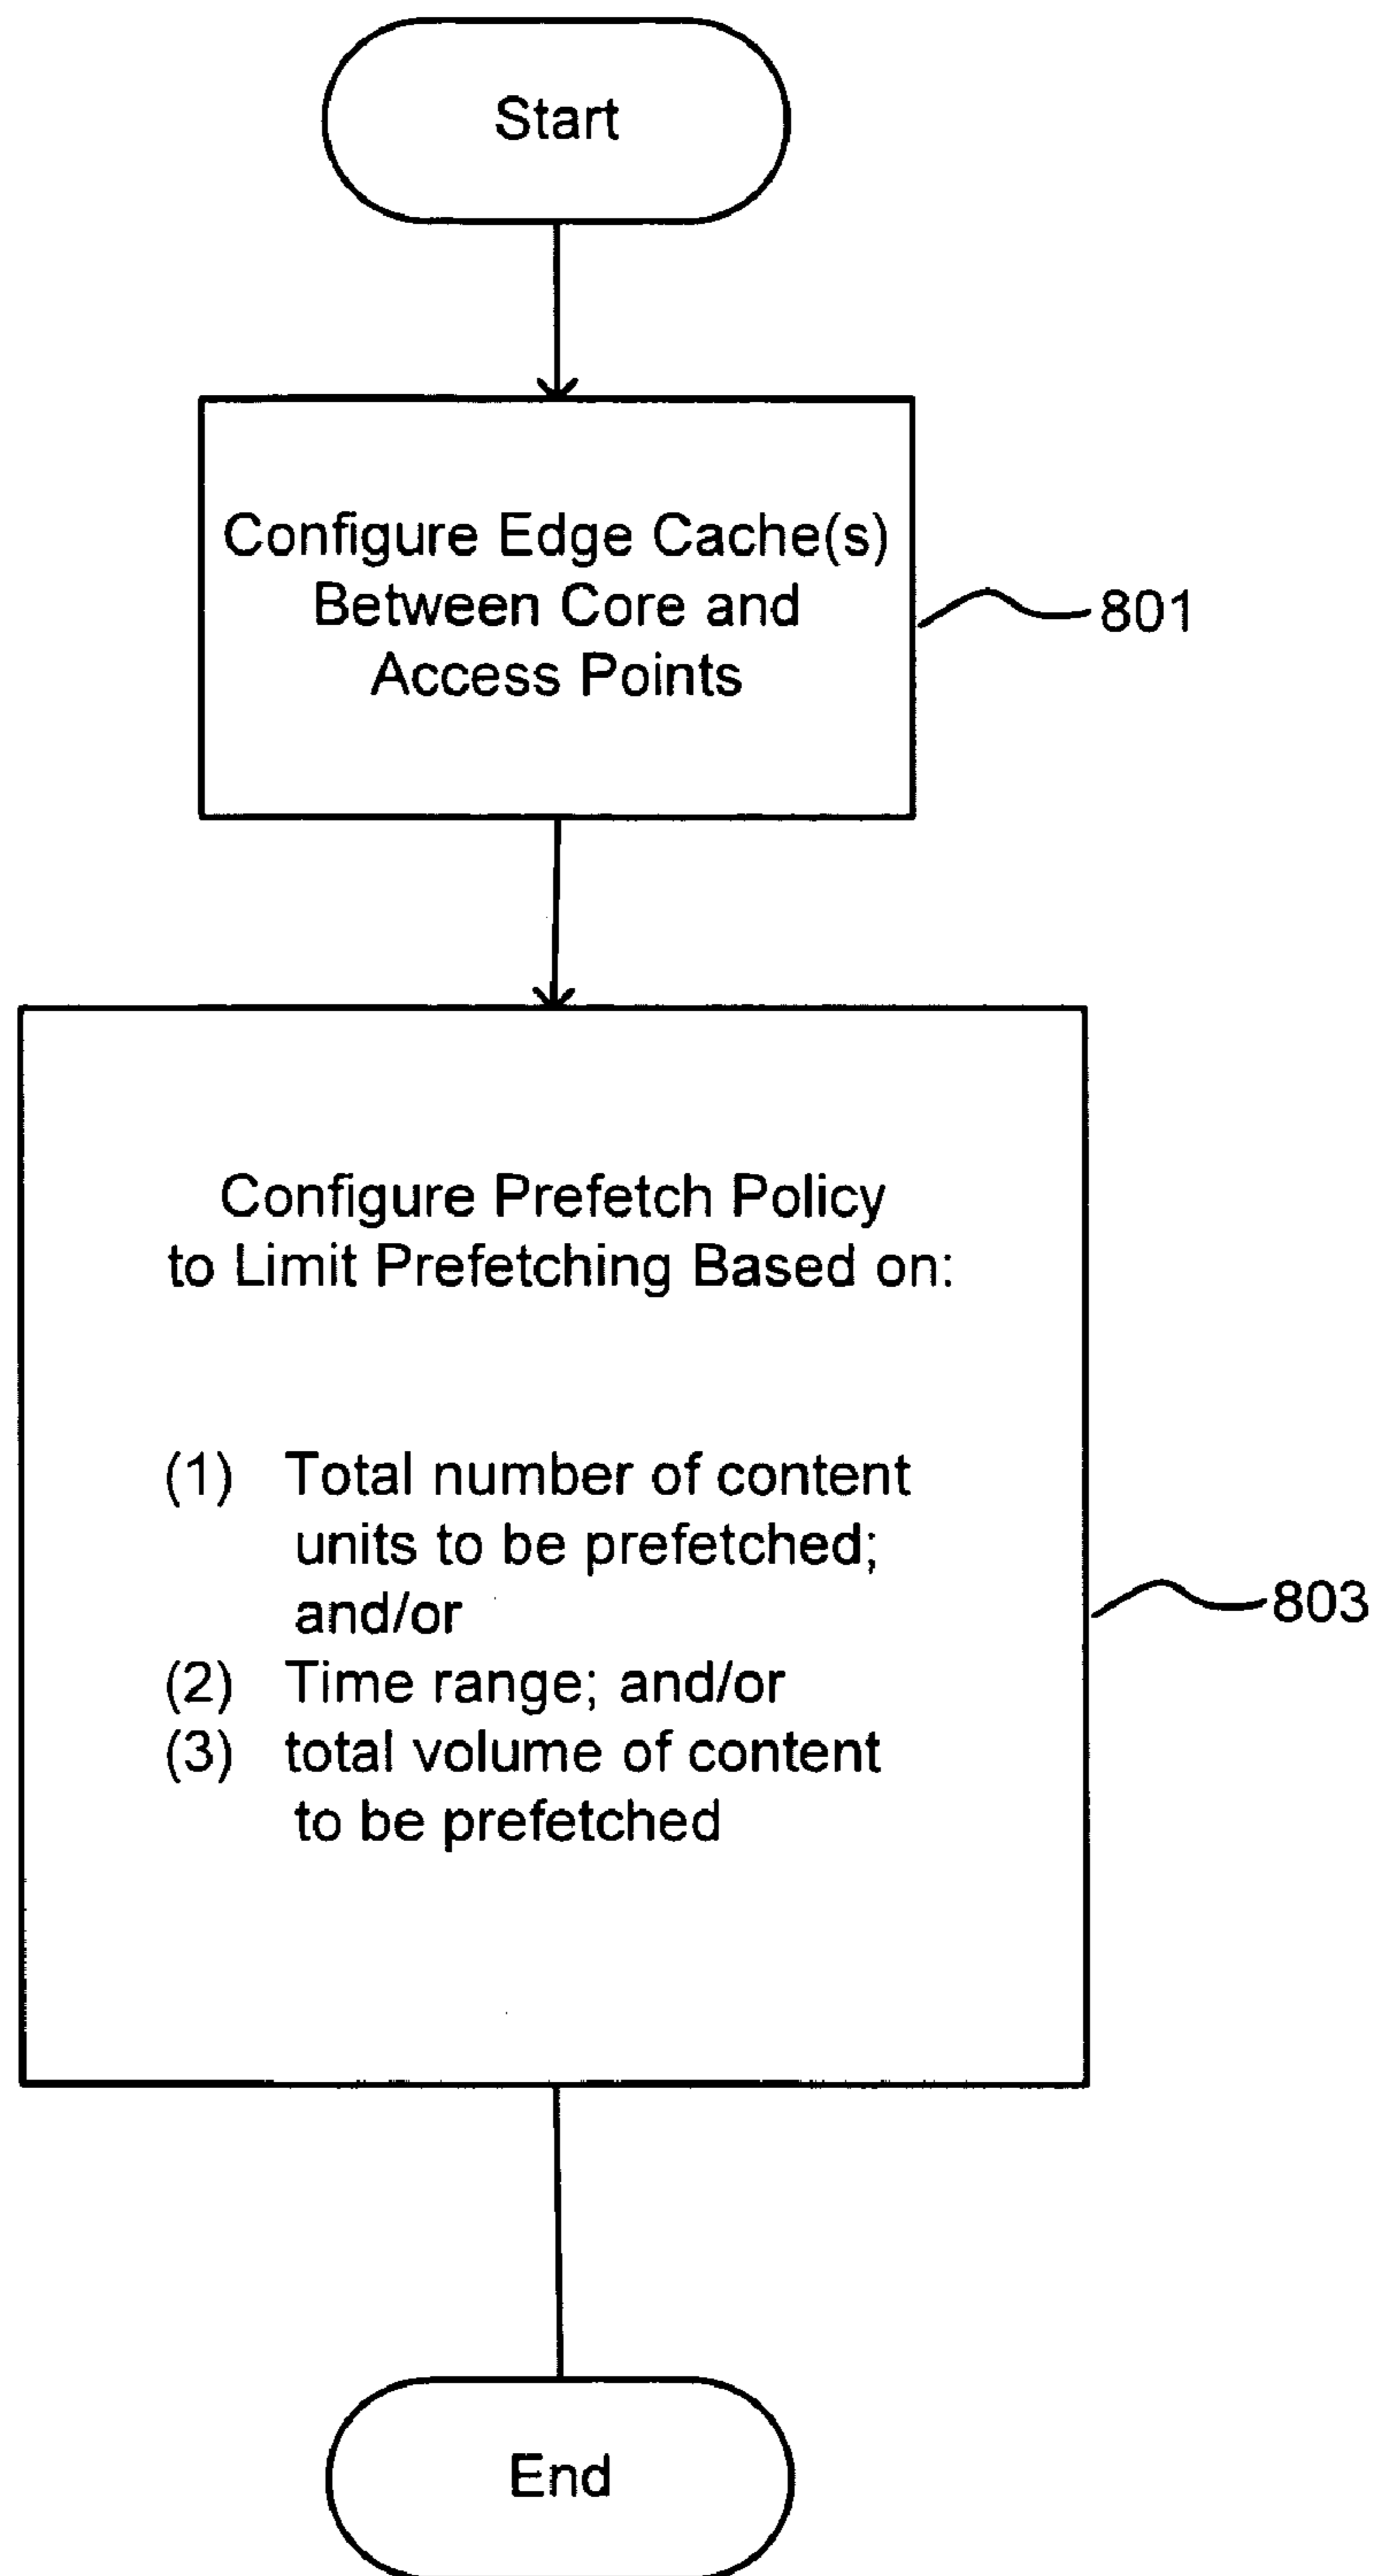 Start
Configure Edge Cache(s)
Between Core and
Access Points
801
Configure Prefetch Policy
to Limit Prefetching Based on:
(1) Total number of content
units to be prefetched;
and/or
(2) Time range; and/or
(3) total volume of content
to be prefetched
803
End